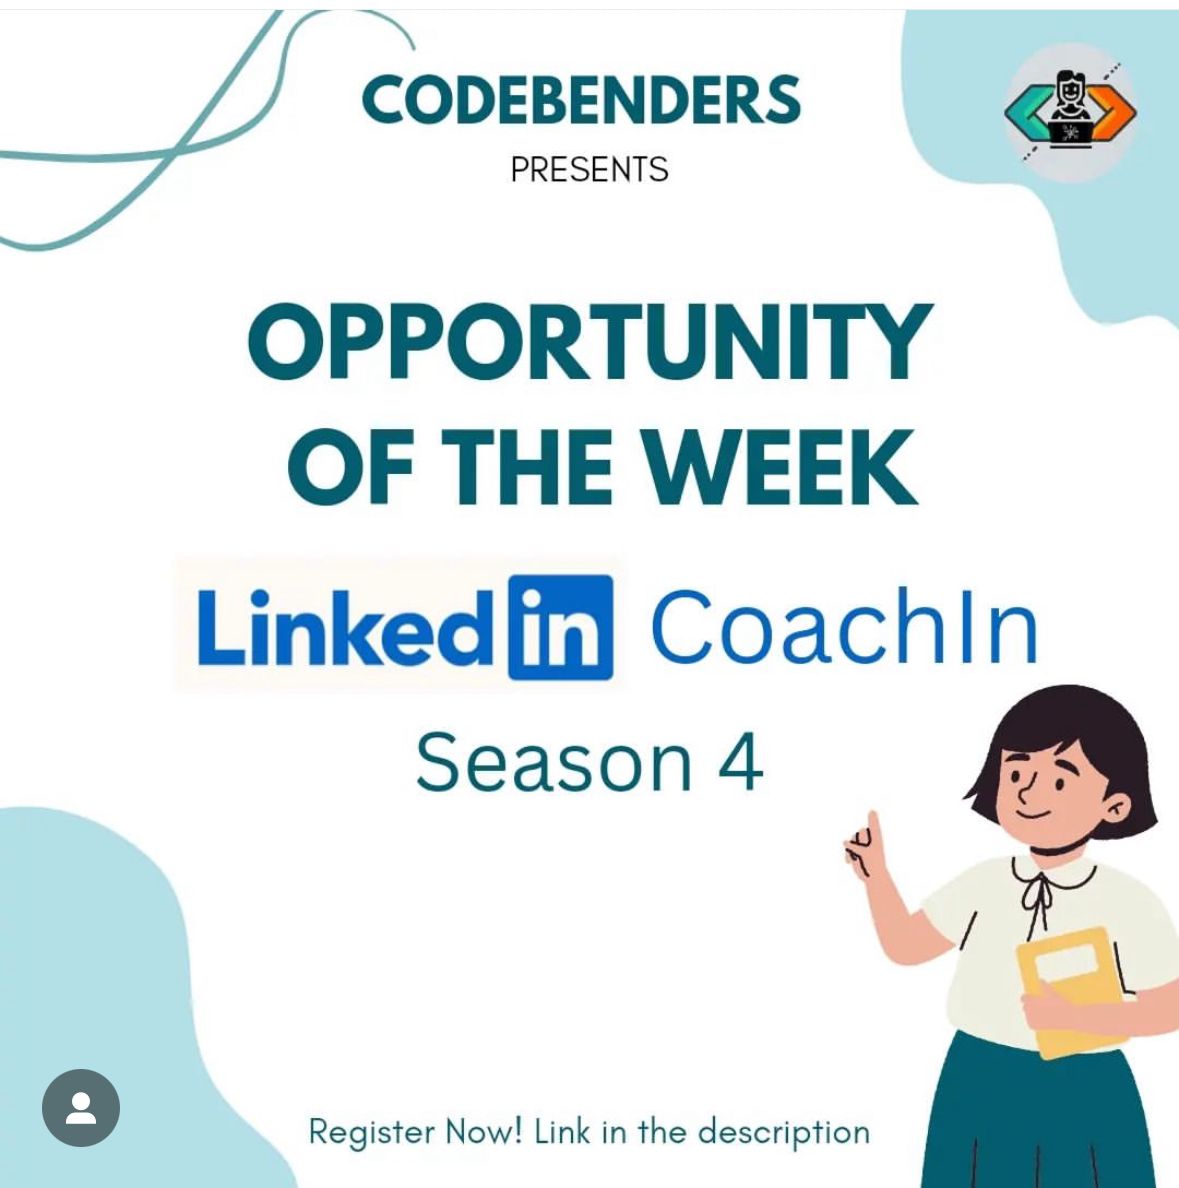 CODEBENDERS
PRESENTS
OPPORTUNITY
OF THE WEEK
Linkedin CoachIn
Season 4
Register Now! Link in the description